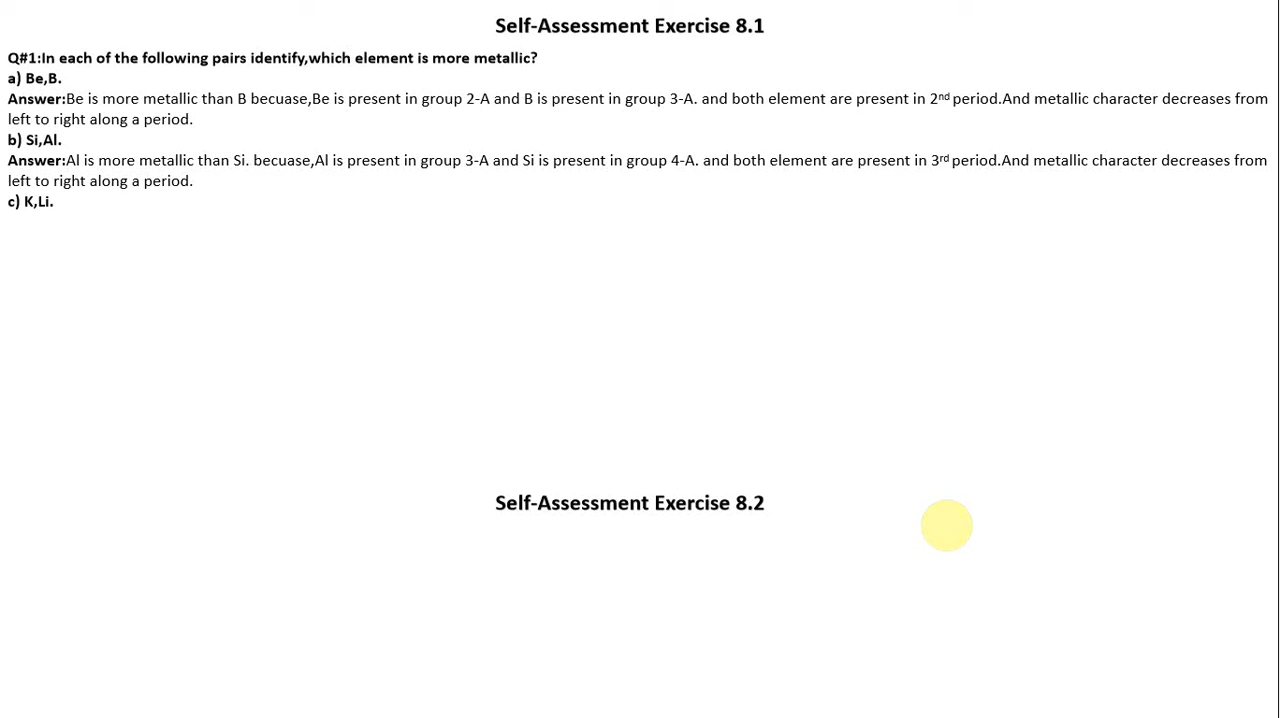 Self-Assessment Exercise 8.1
Q#1:In each of the following pairs identify,which element is more metallic?
a) Be,B.
Answer:Be is more metallic than B becuase,Be is present in group 2-A and B is present in group 3-A. and both element are present in 2nd period.And metallic character decreases from
left to right along a period.
b) Si,Al.
Answer:Al is more metallic than Si. becuase,Al is present in group 3-A and Si is present in group 4-A. and both element are present in 3rd period.And metallic character decreases from
left to right along a period.
c) K,Li.
Self-Assessment Exercise 8.2